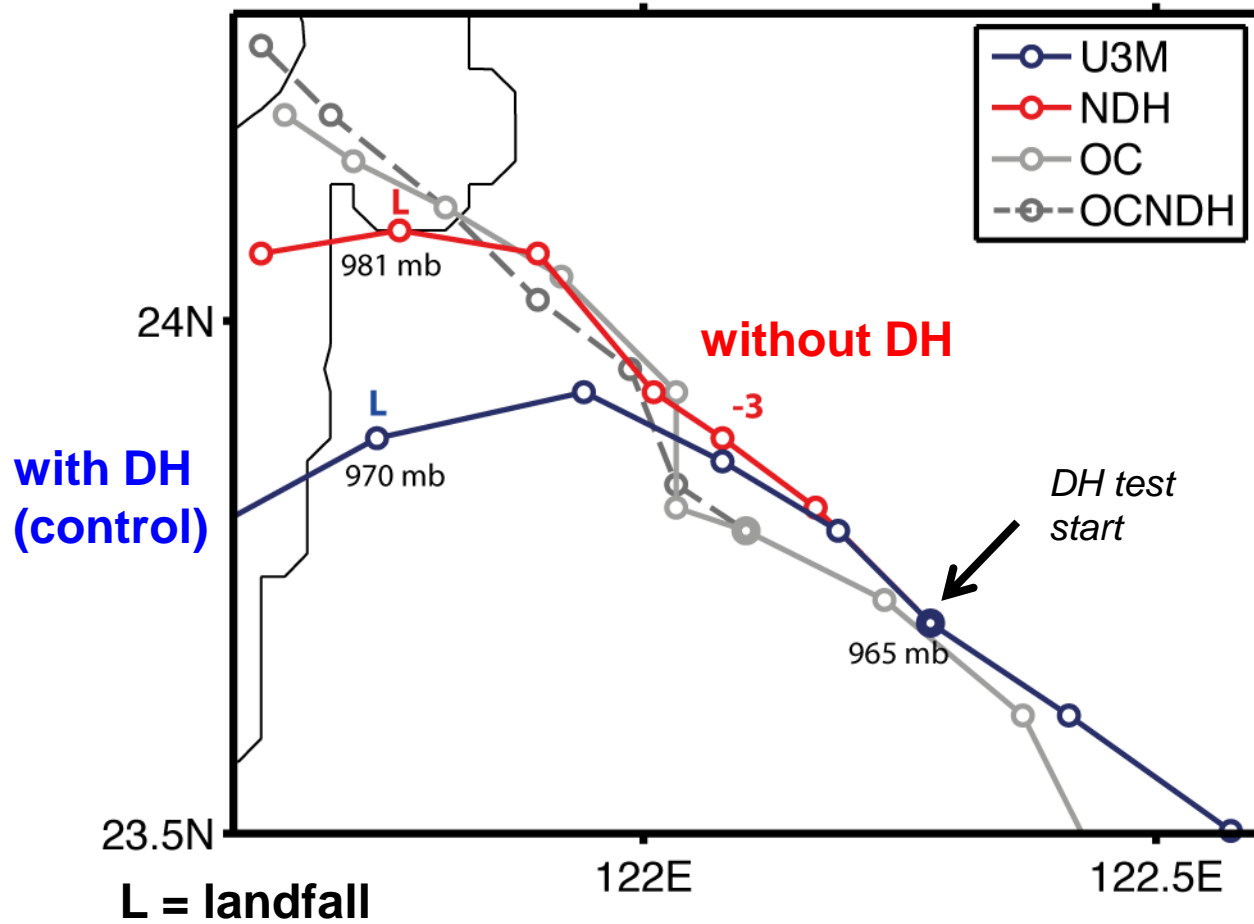 U3M
NDH
OC
OCNDH
L
981 mb
24N
without DH
-3
L
970 mb
with DH
(control)
DH test
start
965 mb
23.5N
122E
122.5E
L = landfall